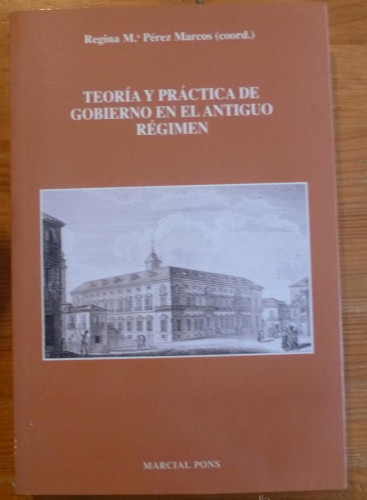 Regina M.ª Pérez Marcos (coord.)
TEORÍA Y PRÁCTICA DE
GOBIERNO EN EL ANTIGUO
RÉGIMEN
MARCIAL PONS